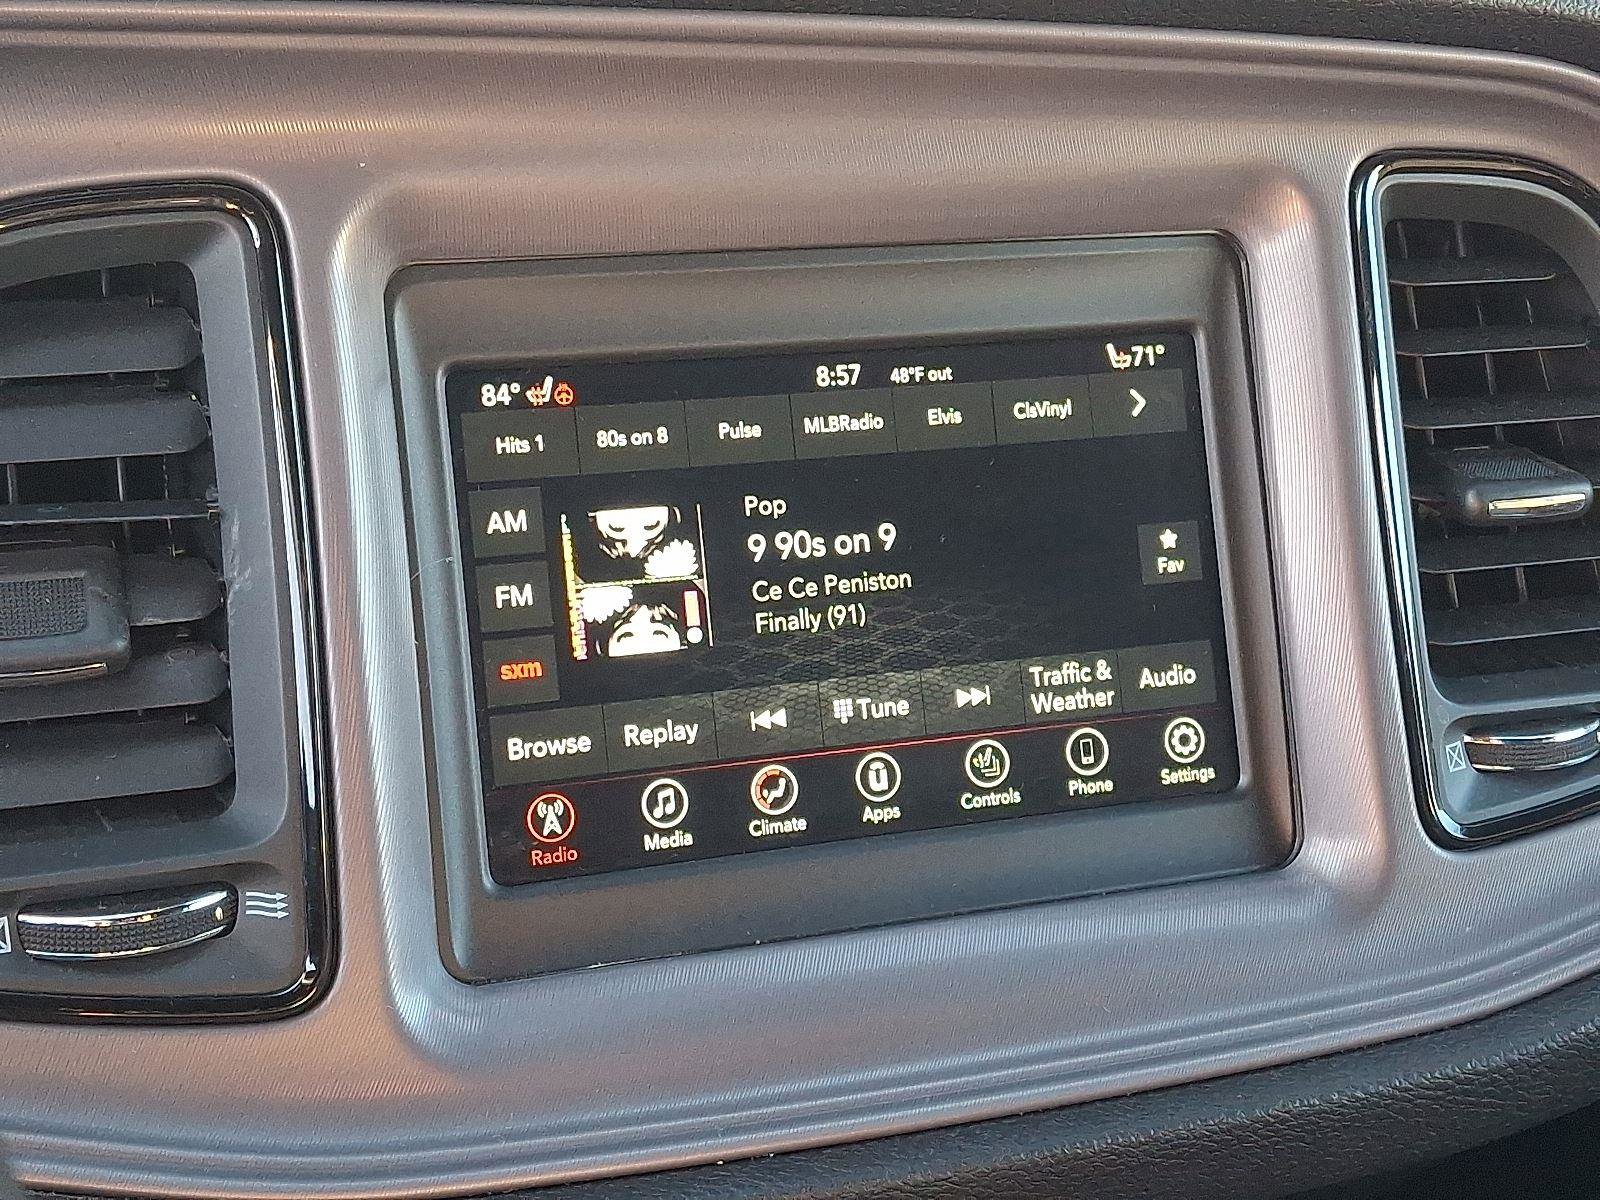 84° 8:57 48°F out 71°
Hits 1 80s on 8 Pulse MLBRadio Elvis ClsVinyl
AM
FM
sxm
Pop
9 90s on 9
Ce Ce Peniston
Finally (91)
Fav
Browse Replay Tune Traffic & Weather Audio
Radio Media Climate Apps Controls Phone Settings